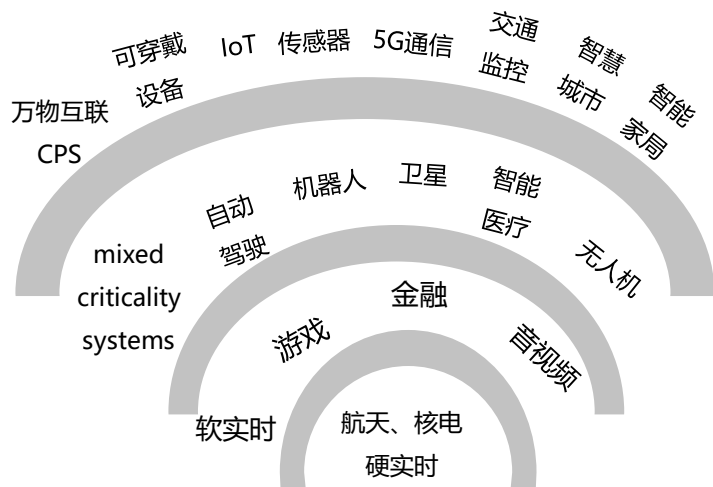 万物互联
CPS
可穿戴
设备
IoT
传感器
5G通信
交通
监控
智慧
城市
智能
家局
mixed
criticality
systems
自动
驾驶
机器人
卫星
智能
医疗
无人机
软实时
游戏
金融
音视频
航天、核电
硬实时